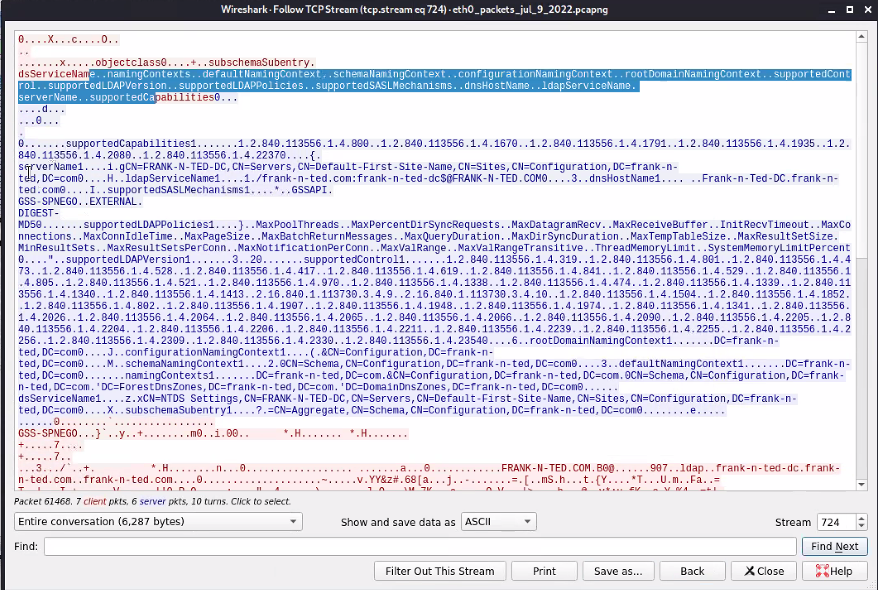 Wireshark · Follow TCP Stream (tcp.stream eq 724) · eth0_packets_jul_9_2022.pcapng
0....X...c....O..
..
.......x.....objectclass0....+..subschemaSubentry.
dsServiceName..namingContexts..defaultNamingContext..schemaNamingContext..configurationNamingContext..rootDomainNamingContext..supportedCont
rol..supportedLDAPVersion..supportedLDAPPolicies..supportedSASLMechanisms..dnsHostName..ldapServiceName.
serverName..supportedCapabilities0...
....d...
...0...
.
0.......supportedCapabilities1.......1.2.840.113556.1.4.800..1.2.840.113556.1.4.1670..1.2.840.113556.1.4.1791..1.2.840.113556.1.4.1935..1.2.
840.113556.1.4.2080..1.2.840.113556.1.4.22370....{.
serverName1....i.gCN=FRANK-N-TED-DC,CN=Servers,CN=Default-First-Site-Name,CN=Sites,CN=Configuration,DC=frank-n-
ted,DC=com0....H..ldapServiceName1....1./frank-n-ted.com:frank-n-ted-dc$@FRANK-N-TED.COM0....3..dnsHostName1.... ..Frank-n-Ted-DC.frank-n-
ted.com0....I..supportedSASLMechanisms1....*..GSSAPI.
GSS-SPNEGO..EXTERNAL.
DIGEST-
MD50.......supportedLDAPPolicies1....}..MaxPoolThreads..MaxPercentDirSyncRequests..MaxDatagramRecv..MaxReceiveBuffer..InitRecvTimeout..MaxCo
nnections..MaxConnIdleTime..MaxPageSize..MaxBatchReturnMessages..MaxQueryDuration..MaxDirSyncDuration..MaxTempTableSize..MaxResultSetSize.
MinResultSets..MaxResultSetsPerConn..MaxNotificationPerConn..MaxValRange..MaxValRangeTransitive..ThreadMemoryLimit..SystemMemoryLimitPercent
0...."..supportedLDAPVersion1.......3..20.......supportedControl1.......1.2.840.113556.1.4.319..1.2.840.113556.1.4.801..1.2.840.113556.1.4.4
73..1.2.840.113556.1.4.528..1.2.840.113556.1.4.417..1.2.840.113556.1.4.619..1.2.840.113556.1.4.841..1.2.840.113556.1.4.529..1.2.840.113556.1
.4.805..1.2.840.113556.1.4.521..1.2.840.113556.1.4.970..1.2.840.113556.1.4.1338..1.2.840.113556.1.4.474..1.2.840.113556.1.4.1339..1.2.840.11
3556.1.4.1340..1.2.840.113556.1.4.1413..2.16.840.1.113730.3.4.9..2.16.840.1.113730.3.4.10..1.2.840.113556.1.4.1504..1.2.840.113556.1.4.1852.
.1.2.840.113556.1.4.802..1.2.840.113556.1.4.1907..1.2.840.113556.1.4.1948..1.2.840.113556.1.4.1974..1.2.840.113556.1.4.1341..1.2.840.113556.
1.4.2026..1.2.840.113556.1.4.2064..1.2.840.113556.1.4.2065..1.2.840.113556.1.4.2066..1.2.840.113556.1.4.2090..1.2.840.113556.1.4.2205..1.2.8
40.113556.1.4.2204..1.2.840.113556.1.4.2206..1.2.840.113556.1.4.2211..1.2.840.113556.1.4.2239..1.2.840.113556.1.4.2255..1.2.840.113556.1.4.2
256..1.2.840.113556.1.4.2309..1.2.840.113556.1.4.2330..1.2.840.113556.1.4.23540....6..rootDomainNamingContext1.......DC=frank-n-
ted,DC=com0....J..configurationNamingContext1....(.&CN=Configuration,DC=frank-n-
ted,DC=com0....M..schemaNamingContext1....2.0CN=Schema,CN=Configuration,DC=frank-n-ted,DC=com0....3..defaultNamingContext1.......DC=frank-n-
ted,DC=com0.......namingContexts1.......DC=frank-n-ted,DC=com.&CN=Configuration,DC=frank-n-ted,DC=com.0CN=Schema,CN=Configuration,DC=frank-
n-ted,DC=com.'DC=ForestDnsZones,DC=frank-n-ted,DC=com.'DC=DomainDnsZones,DC=frank-n-ted,DC=com0......
dsServiceName1....z.xCN=NTDS Settings,CN=FRANK-N-TED-DC,CN=Servers,CN=Default-First-Site-Name,CN=Sites,CN=Configuration,DC=frank-n-
ted,DC=com0....X..subschemaSubentry1....?.=CN=Aggregate,CN=Schema,CN=Configuration,DC=frank-n-ted,DC=com0........e.....
......0.......`.................
GSS-SPNEGO...}`..y..+........m0..i.00.. *.H....... *.H.......
+.....7....
+.....7..
...3.../`..+. *.H........n...0................. ........0...........FRANK-N-TED.COM.B0@......907..ldap..frank-n-ted-dc.frank-
n-ted.com..frank-n-ted.com....0.....................~.....v.YY&z#.68[a...j..-.......=.[..mS.h...t.{Y....*T...U.m..Fa..=
Packet 61468. 7 client pkts, 6 server pkts, 10 turns. Click to select.
Entire conversation (6,287 bytes)
Show and save data as
ASCII
Stream
724
Find:
Find Next
Filter Out This Stream
Print
Save as...
Back
Close
Help